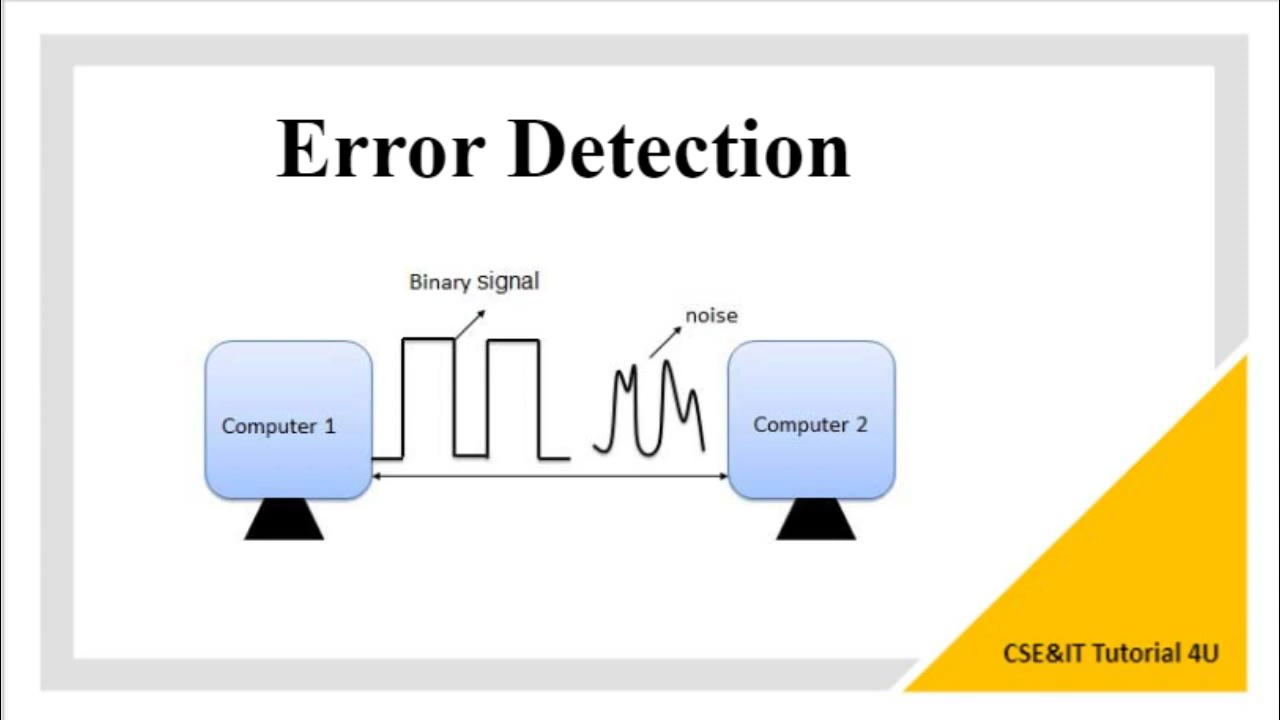 Error Detection
Binary signal
noise
Computer 1
Computer 2
CSE&IT Tutorial 4U